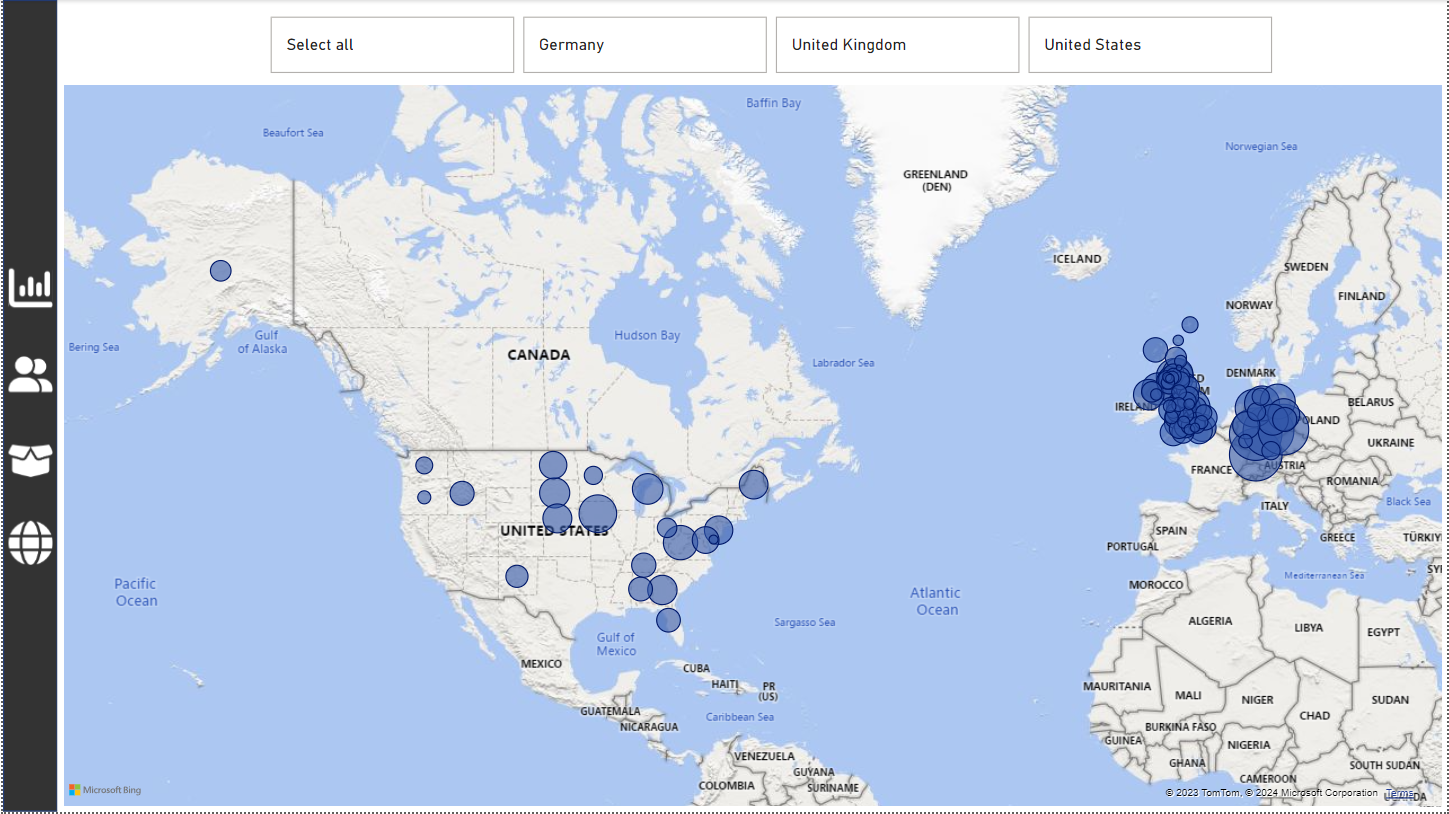 Select all
Germany
United Kingdom
United States
Baffin Bay
Beaufort Sea
Norwegian Sea
GREENLAND
(DEN)
ICELAND
SWEDEN
FINLAND
NORWAY
Bering Sea
Gulf
of Alaska
Hudson Bay
CANADA
Labrador Sea
DENMARK
BELARUS
IRELAND
OLAND
UKRAINE
FRANCE
AUSTRIA
ROMANIA
Black Sea
ITALY
UNITED STATES
SPAIN
GREECE
TÜRKIY
PORTUGAL
Mediterranean Sea
SY
MOROCCO
Pacific
Ocean
Atlantic
Ocean
Sargasso Sea
ALGERIA
LIBYA
EGYPT
Gulf of
Mexico
MEXICO
CUBA
HAITI
PR
(US)
MAURITANIA
MALI
NIGER
SUDAN
GUATEMALA
Caribbean Sea
CHAD
NICARAGUA
BURKINA FASO
GUINEA
NIGERIA
VENEZUELA
GHANA
SOUTH SUDAN
GUYANA
CAMEROON
COLOMBIA
SURINAME
Microsoft Bing
© 2023 TomTom, © 2024 Microsoft Corporation Terms